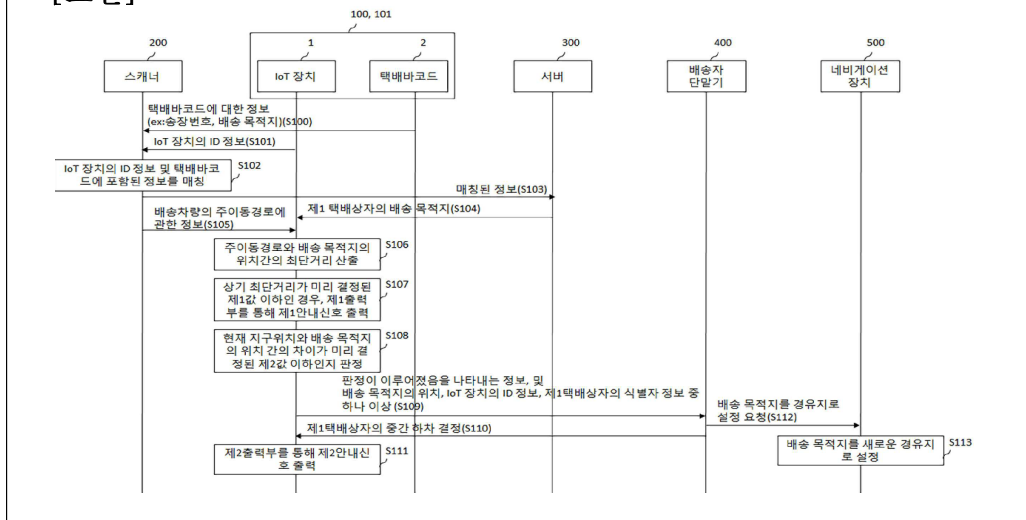 100, 101
200
1
2
300
400
500
스캐너
IoT 장치
택배바코드
서버
배송자
단말기
네비게이션
장치
택배바코드에 대한 정보
(ex:송장번호, 배송 목적지)(S100)
IoT 장치의 ID 정보(S101)
IoT 장치의 ID 정보 및 택배바코
드에 포함된 정보를 매칭
S102
매칭된 정보(S103)
배송차량의 주이동경로에
관한 정보(S105)
제1 택배상자의 배송 목적지(S104)
주이동경로와 배송 목적지의
위치간의 최단거리 산출
S106
상기 최단거리가 미리 결정된
제1값 이하인 경우, 제1출력
부를 통해 제1안내신호 출력
S107
현재 지구위치와 배송 목적지
의 위치 간의 차이가 미리 결
정된 제2값 이하인지 판정
S108
판정이 이루어졌음을 나타내는 정보, 및
배송 목적지의 위치, IoT 장치의 ID 정보, 제1택배상자의 식별자 정보 중
하나 이상 (S109)
배송 목적지를 경유지로
설정 요청(S112)
제1택배상자의 중간 하차 결정(S110)
제2출력부를 통해 제2안내신
호 출력
S111
배송 목적지를 새로운 경유지
로 설정
S113